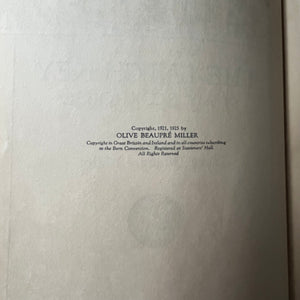 Copyright, 1921, 1925 by
OLIVE BEAUPRÉ MILLER
Copyright in Great Britain and Ireland and in all countries subscribing
to the Bern Convention. Registered at Stationers' Hall.
All Rights Reserved